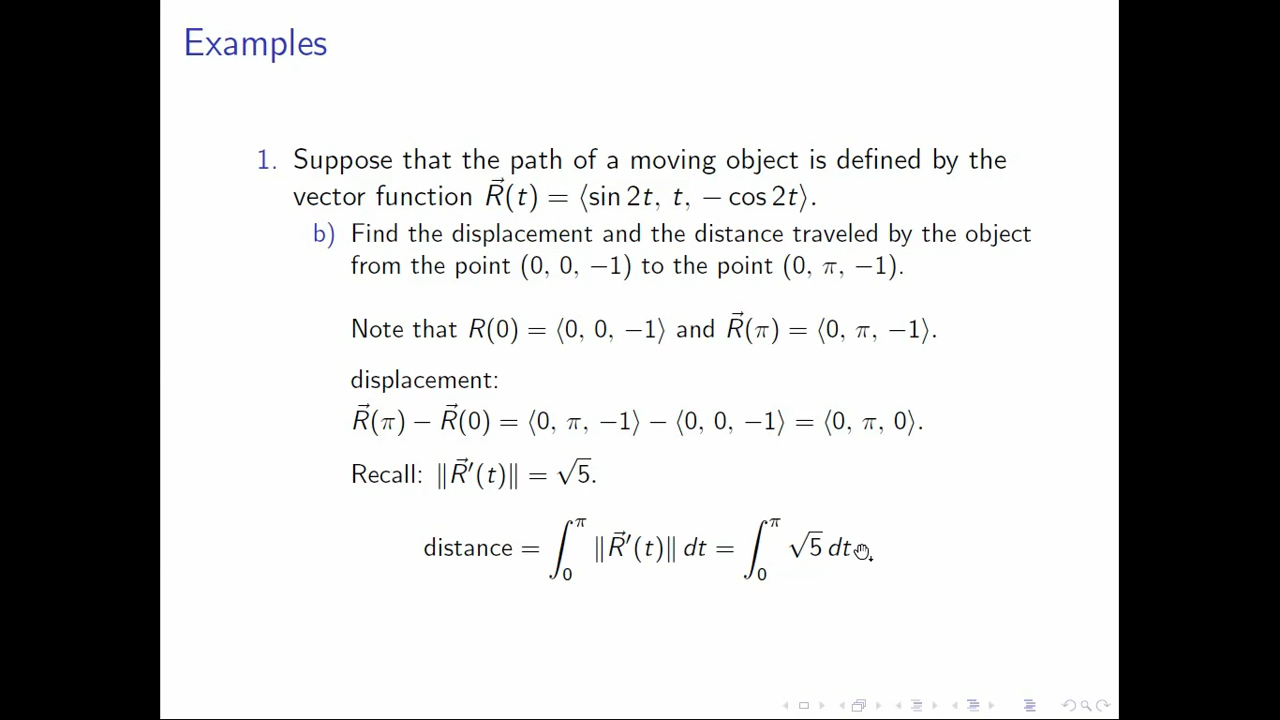 Examples
1. Suppose that the path of a moving object is defined by the
vector function R⃗(t) = ⟨sin 2t, t, − cos 2t⟩.
b) Find the displacement and the distance traveled by the object
from the point (0, 0, −1) to the point (0, π, −1).
Note that R(0) = ⟨0, 0, −1⟩ and R⃗(π) = ⟨0, π, −1⟩.
displacement:
R⃗(π) − R⃗(0) = ⟨0, π, −1⟩ − ⟨0, 0, −1⟩ = ⟨0, π, 0⟩.
Recall: ‖R⃗′(t)‖ = √5.
distance = ∫₀^π ‖R⃗′(t)‖ dt = ∫₀^π √5 dt